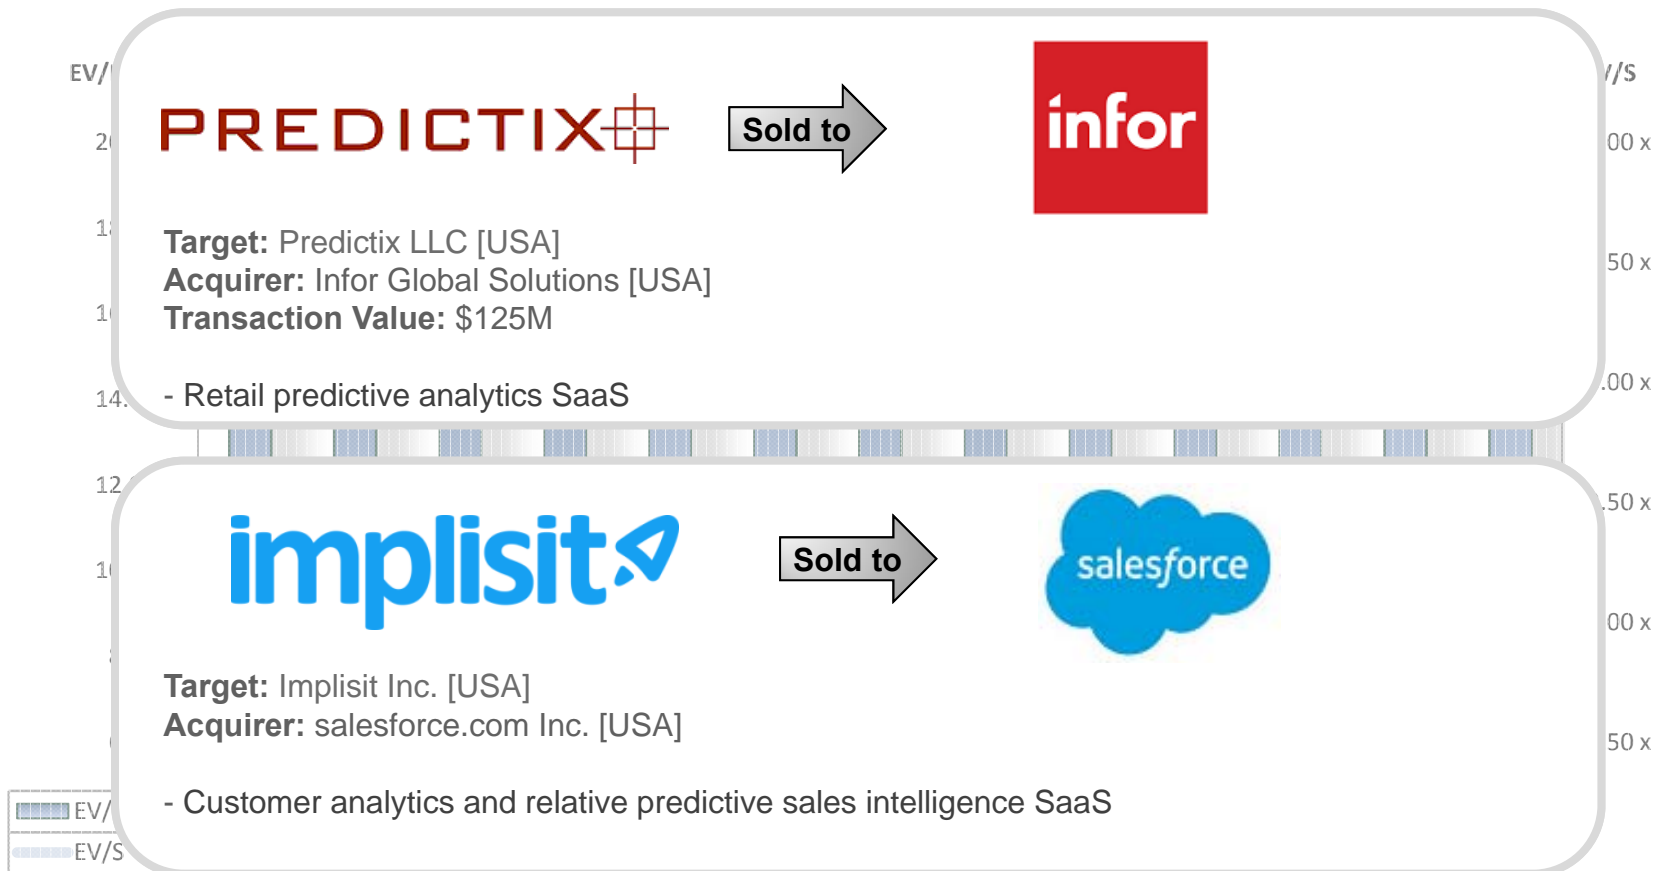 PREDICTIX
Sold to
infor
Target: Predictix LLC [USA]
Acquirer: Infor Global Solutions [USA]
Transaction Value: $125M
- Retail predictive analytics SaaS
implisit
Sold to
salesforce
Target: Implisit Inc. [USA]
Acquirer: salesforce.com Inc. [USA]
- Customer analytics and relative predictive sales intelligence SaaS
EV/S